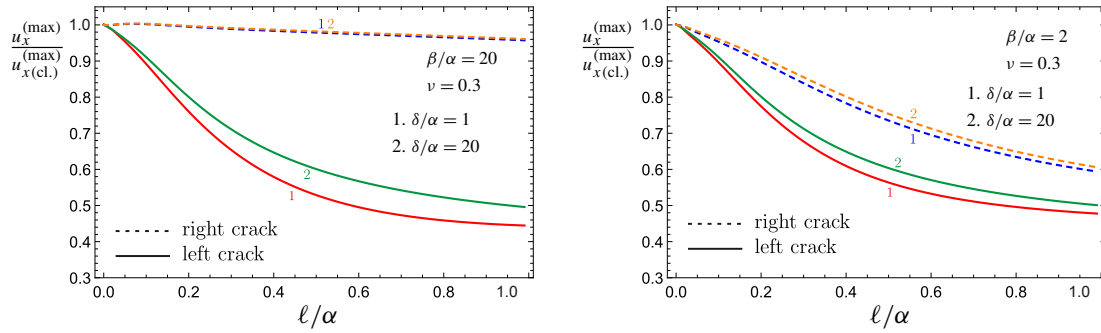 u_x^(max)
u_x(cl.)^(max)
1.0
0.9
0.8
0.7
0.6
0.5
0.4
0.3
1 2
β/α = 20
ν = 0.3
1. δ/α = 1
2. δ/α = 20
2
1
right crack
left crack
0.0 0.2 0.4 0.6 0.8 1.0
ℓ/α
u_x^(max)
u_x(cl.)^(max)
1.0
0.9
0.8
0.7
0.6
0.5
0.4
0.3
β/α = 2
ν = 0.3
1. δ/α = 1
2. δ/α = 20
2
1
2
1
right crack
left crack
0.0 0.2 0.4 0.6 0.8 1.0
ℓ/α